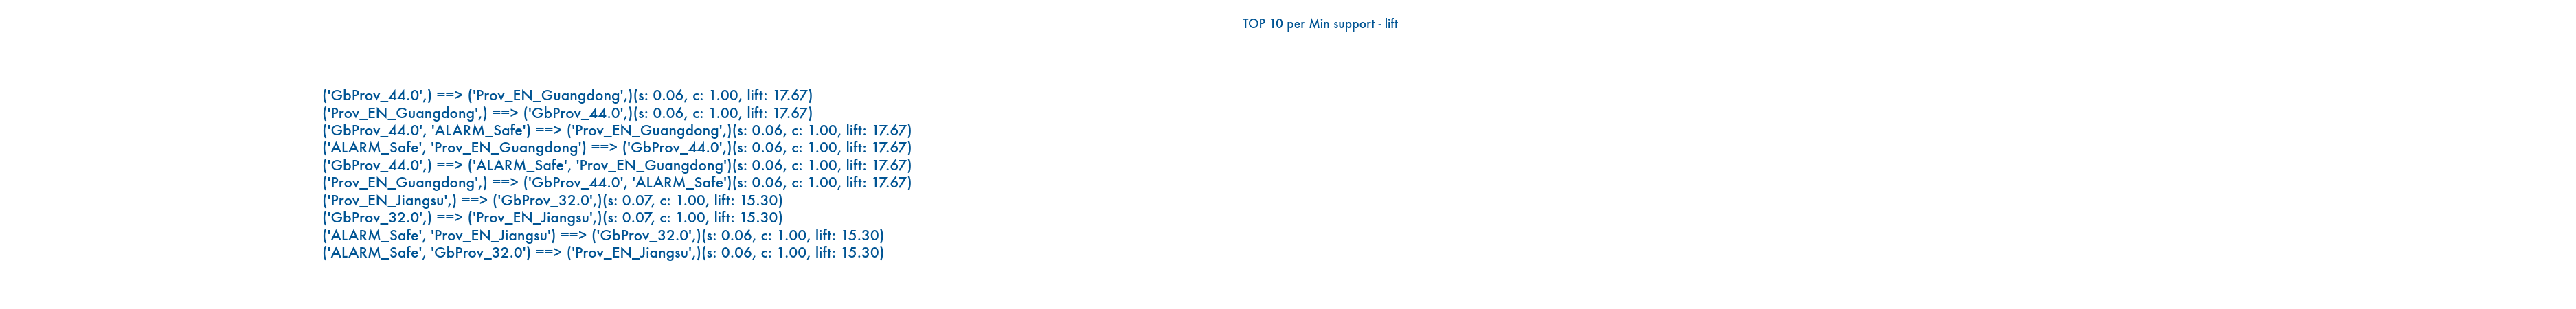 TOP 10 per Min support - lift
('GbProv_44.0',) ==> ('Prov_EN_Guangdong',)(s: 0.06, c: 1.00, lift: 17.67)
('Prov_EN_Guangdong',) ==> ('GbProv_44.0',)(s: 0.06, c: 1.00, lift: 17.67)
('GbProv_44.0', 'ALARM_Safe') ==> ('Prov_EN_Guangdong',)(s: 0.06, c: 1.00, lift: 17.67)
('ALARM_Safe', 'Prov_EN_Guangdong') ==> ('GbProv_44.0',)(s: 0.06, c: 1.00, lift: 17.67)
('GbProv_44.0',) ==> ('ALARM_Safe', 'Prov_EN_Guangdong')(s: 0.06, c: 1.00, lift: 17.67)
('Prov_EN_Guangdong',) ==> ('GbProv_44.0', 'ALARM_Safe')(s: 0.06, c: 1.00, lift: 17.67)
('Prov_EN_Jiangsu',) ==> ('GbProv_32.0',)(s: 0.07, c: 1.00, lift: 15.30)
('GbProv_32.0',) ==> ('Prov_EN_Jiangsu',)(s: 0.07, c: 1.00, lift: 15.30)
('ALARM_Safe', 'Prov_EN_Jiangsu') ==> ('GbProv_32.0',)(s: 0.06, c: 1.00, lift: 15.30)
('ALARM_Safe', 'GbProv_32.0') ==> ('Prov_EN_Jiangsu',)(s: 0.06, c: 1.00, lift: 15.30)